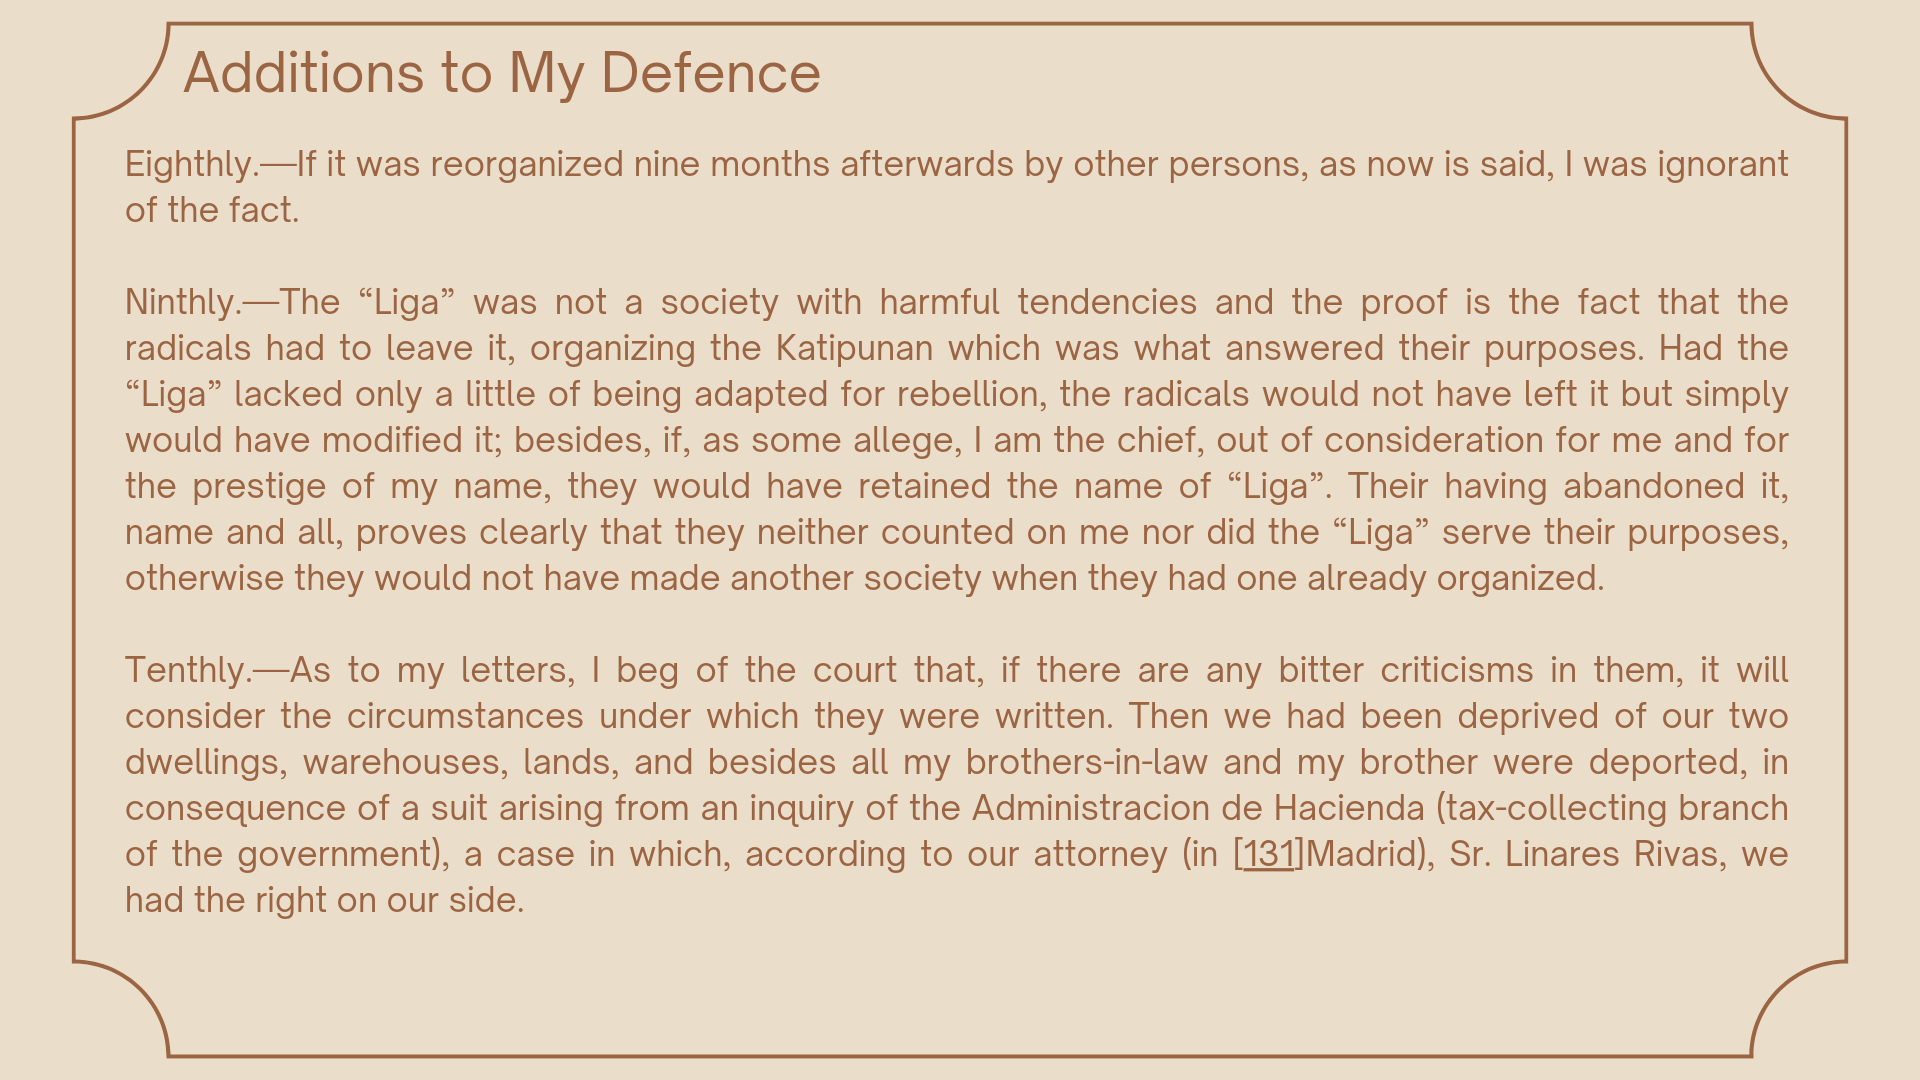 Additions to My Defence
Eighthly.—If it was reorganized nine months afterwards by other persons, as now is said, I was ignorant
of the fact.
Ninthly.—The “Liga” was not a society with harmful tendencies and the proof is the fact that the
radicals had to leave it, organizing the Katipunan which was what answered their purposes. Had the
“Liga” lacked only a little of being adapted for rebellion, the radicals would not have left it but simply
would have modified it; besides, if, as some allege, I am the chief, out of consideration for me and for
the prestige of my name, they would have retained the name of “Liga”. Their having abandoned it,
name and all, proves clearly that they neither counted on me nor did the “Liga” serve their purposes,
otherwise they would not have made another society when they had one already organized.
Tenthly.—As to my letters, I beg of the court that, if there are any bitter criticisms in them, it will
consider the circumstances under which they were written. Then we had been deprived of our two
dwellings, warehouses, lands, and besides all my brothers-in-law and my brother were deported, in
consequence of a suit arising from an inquiry of the Administracion de Hacienda (tax-collecting branch
of the government), a case in which, according to our attorney (in [131]Madrid), Sr. Linares Rivas, we
had the right on our side.